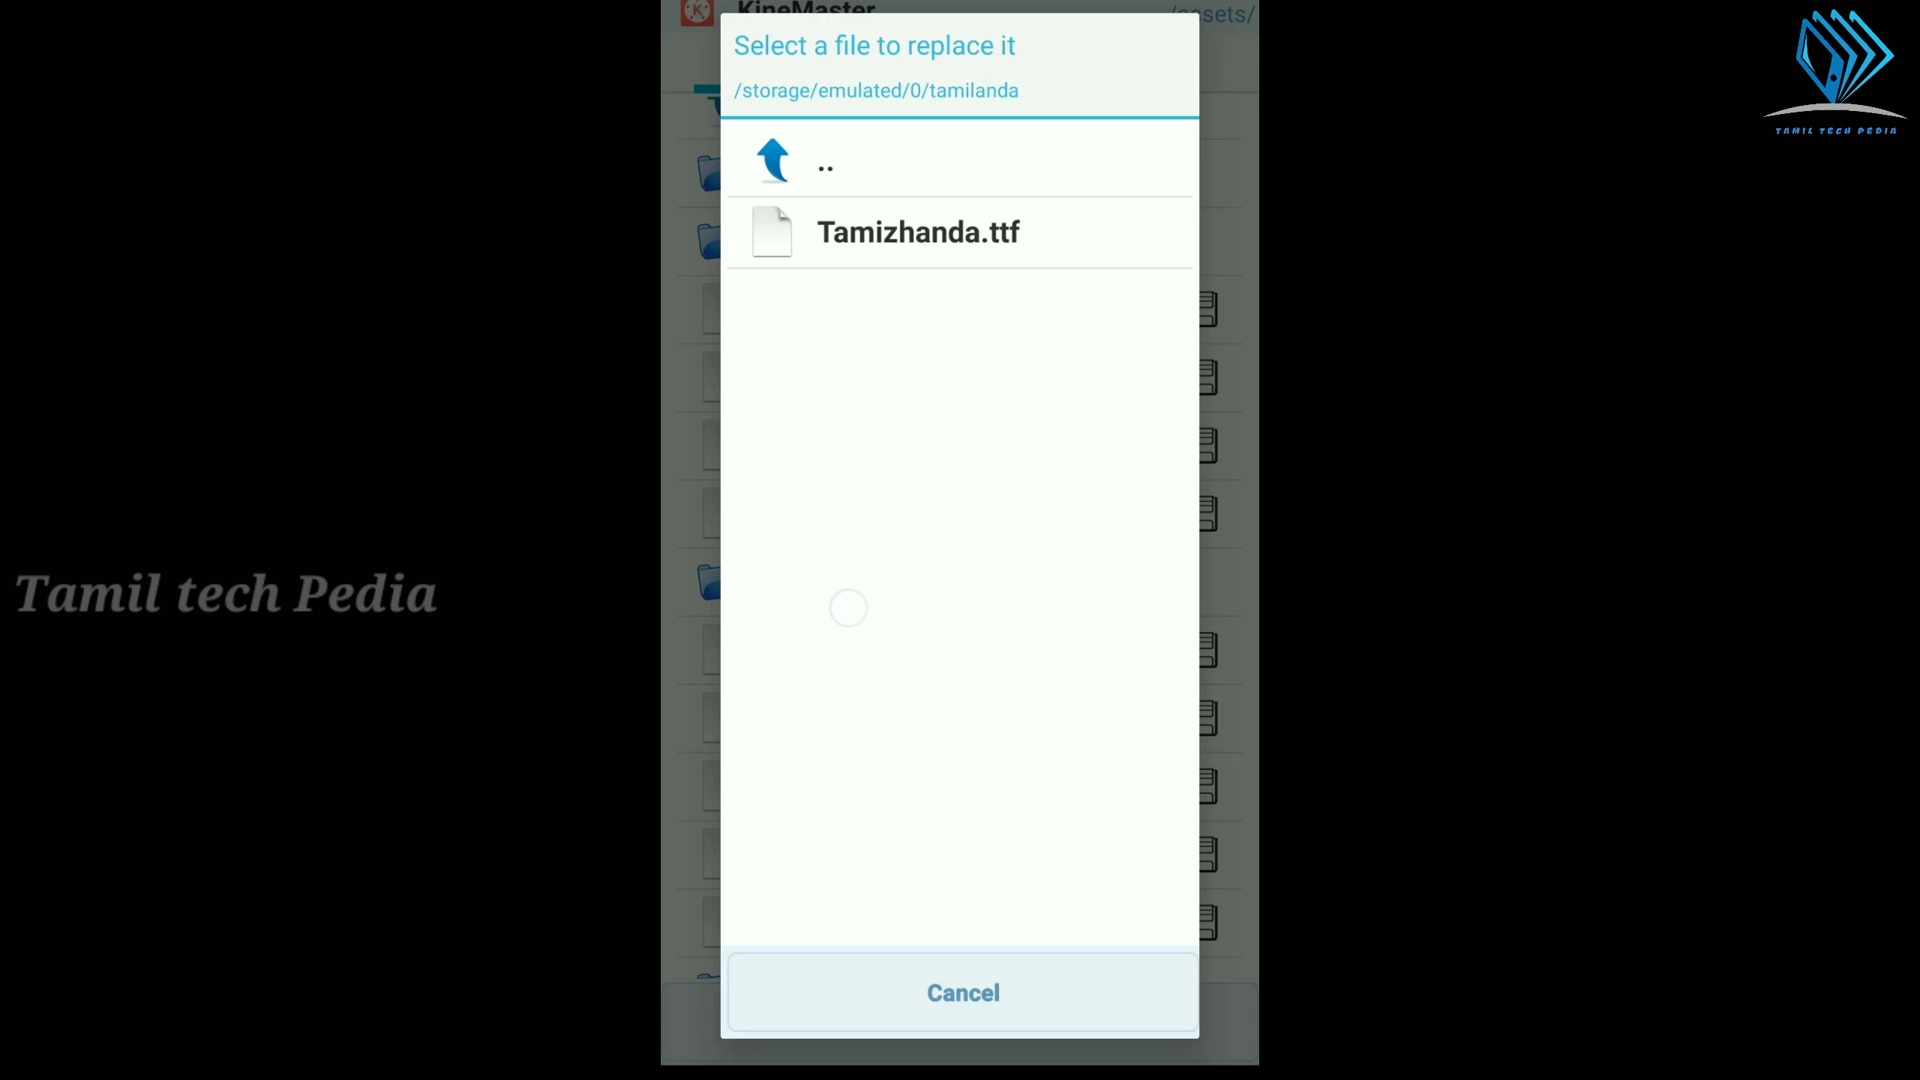 KineMaster
/assets/
Select a file to replace it
/storage/emulated/0/tamilanda
..
Tamizhanda.ttf
Cancel
Tamil tech Pedia
TAMIL TECH PEDIA